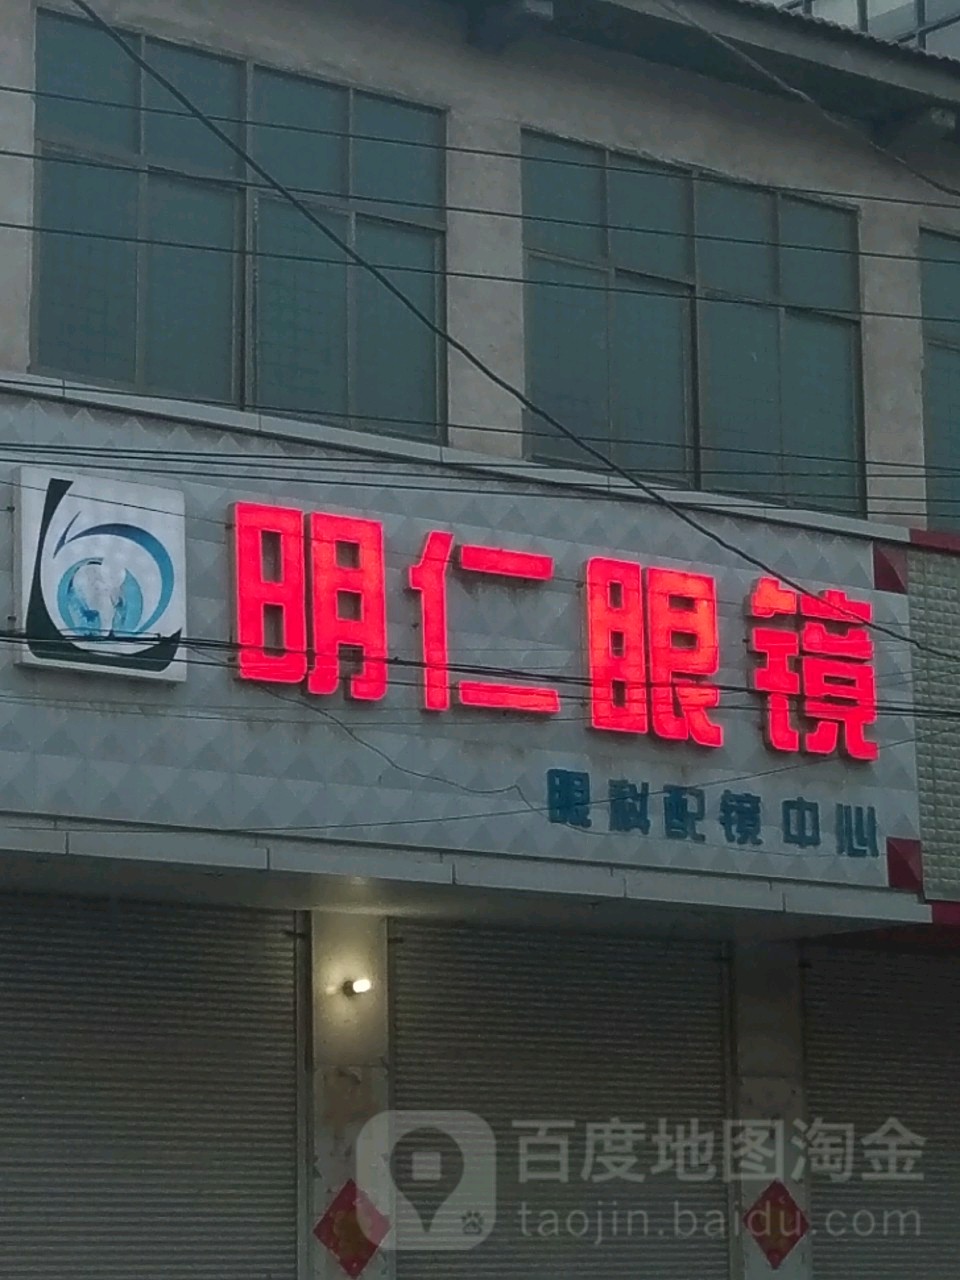 明仁眼镜
眼科配镜中心
百度地图淘金
taojin.baidu.com